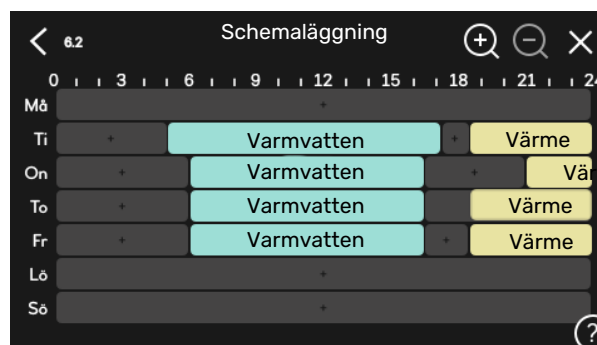 6.2 Schemaläggning
0 3 6 9 12 15 18 21 24
Må
Ti Varmvatten Värme
On Varmvatten Vär
To Varmvatten Värme
Fr Varmvatten Värme
Lö
Sö
?